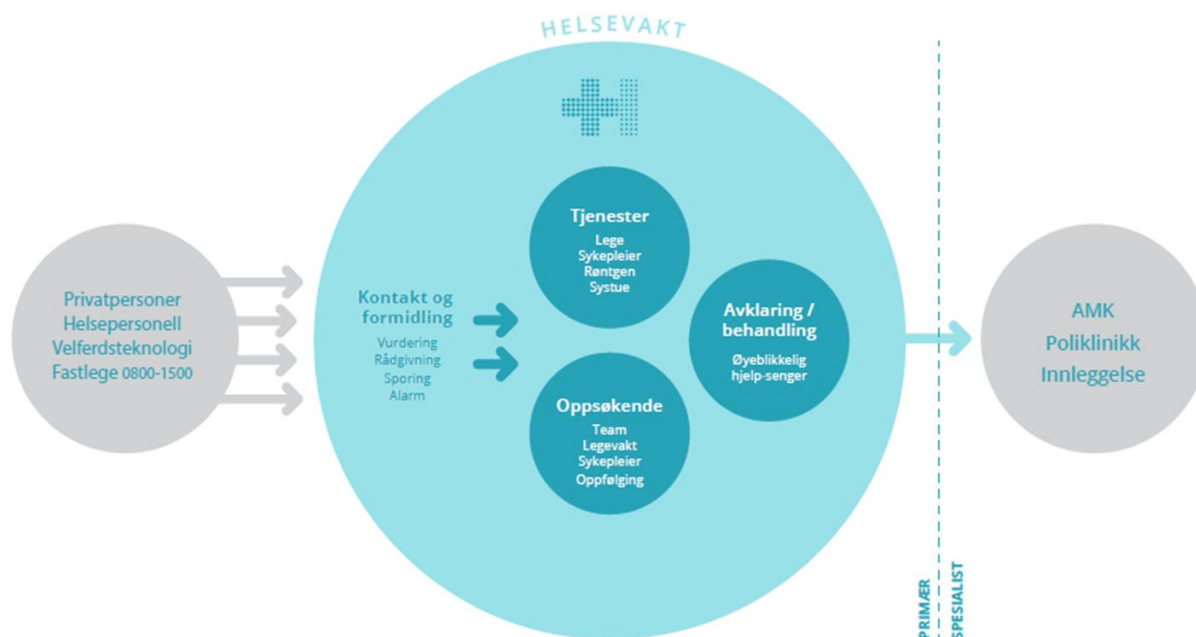 HELSEVAKT
Privatpersoner
Helsepersonell
Velferdsteknologi
Fastlege 0800-1500
Kontakt og
formidling
Vurdering
Rådgivning
Sporing
Alarm
Tjenester
Lege
Sykepleier
Røntgen
Systue
Oppsøkende
Team
Legevakt
Sykepleier
Oppfølging
Avklaring /
behandling
Øyeblikkelig
hjelp-senger
PRIMÆR
SPESIALIST
AMK
Poliklinikk
Innleggelse